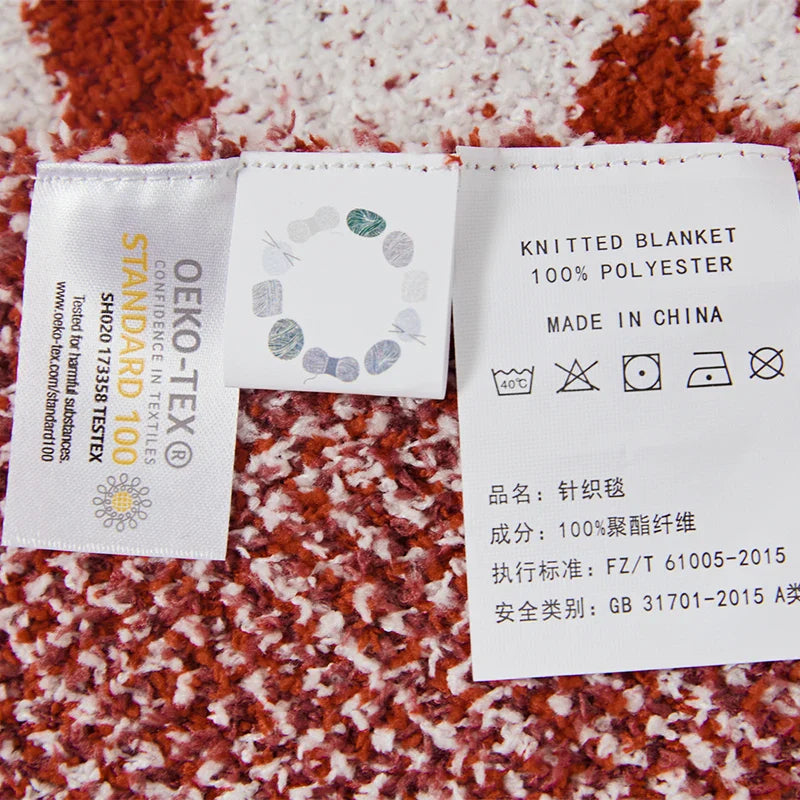 OEKO-TEX®
CONFIDENCE IN TEXTILES
STANDARD 100
SH020 173358 TESTEX
Tested for harmful substances.
www.oeko-tex.com/standard100
KNITTED BLANKET
100% POLYESTER
MADE IN CHINA
40℃
品名: 针织毯
成分: 100%聚酯纤维
执行标准: FZ/T 61005-2015
安全类别: GB 31701-2015 A类